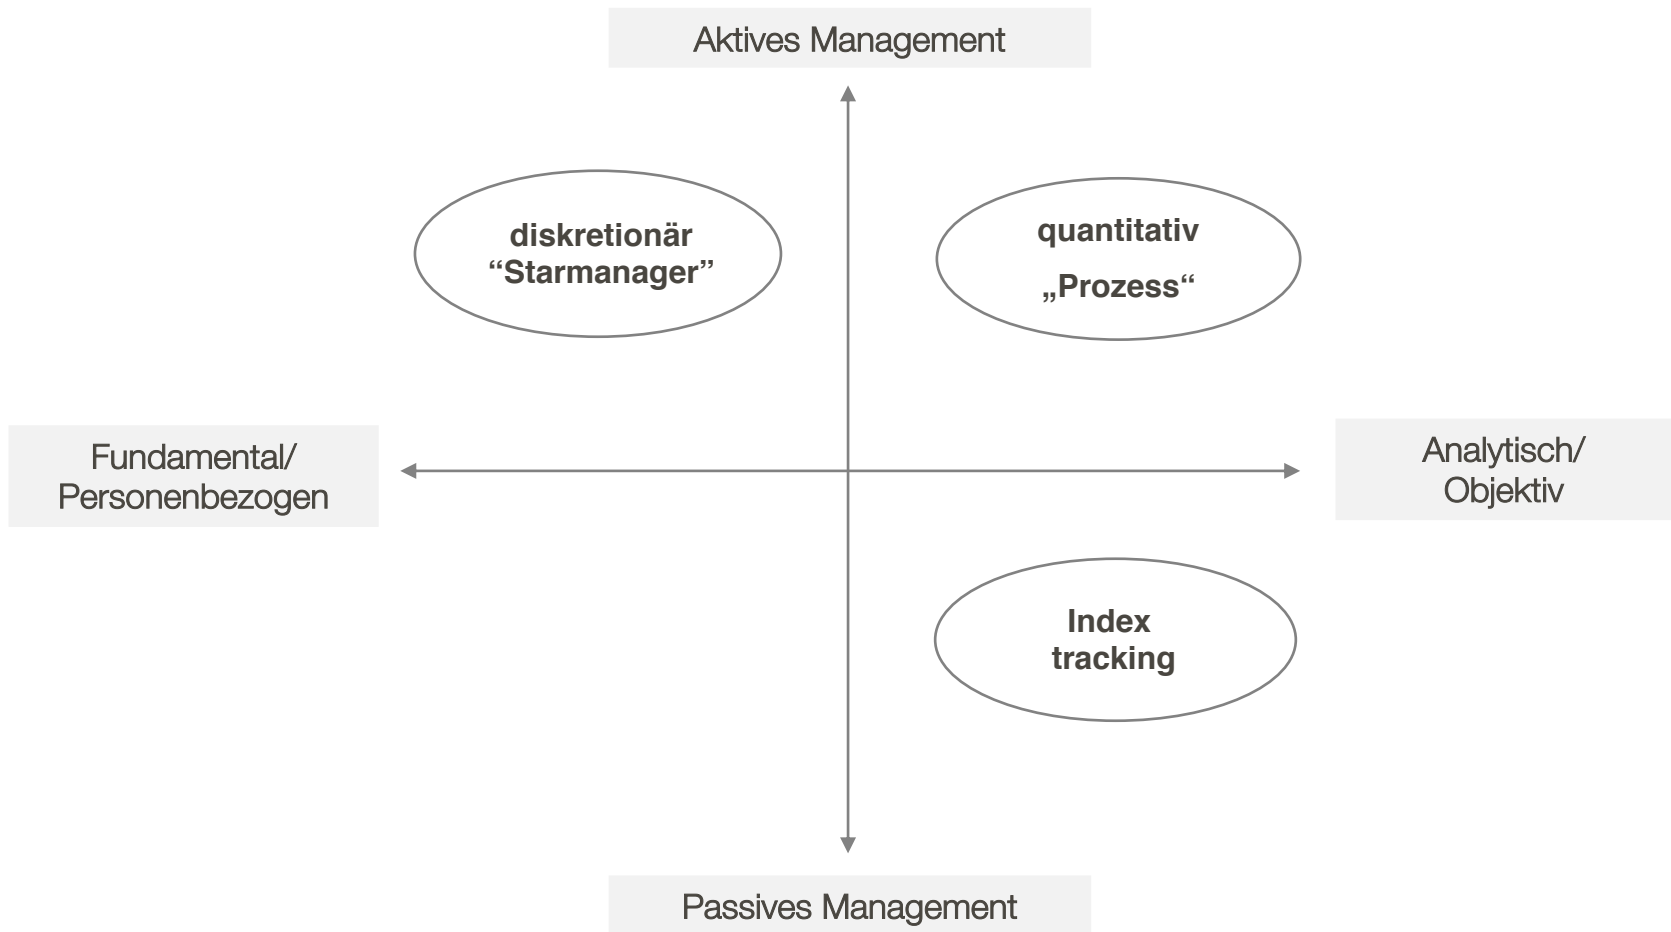 Aktives Management
diskretionär
“Starmanager”
quantitativ
„Prozess“
Fundamental/
Personenbezogen
Analytisch/
Objektiv
Index
tracking
Passives Management